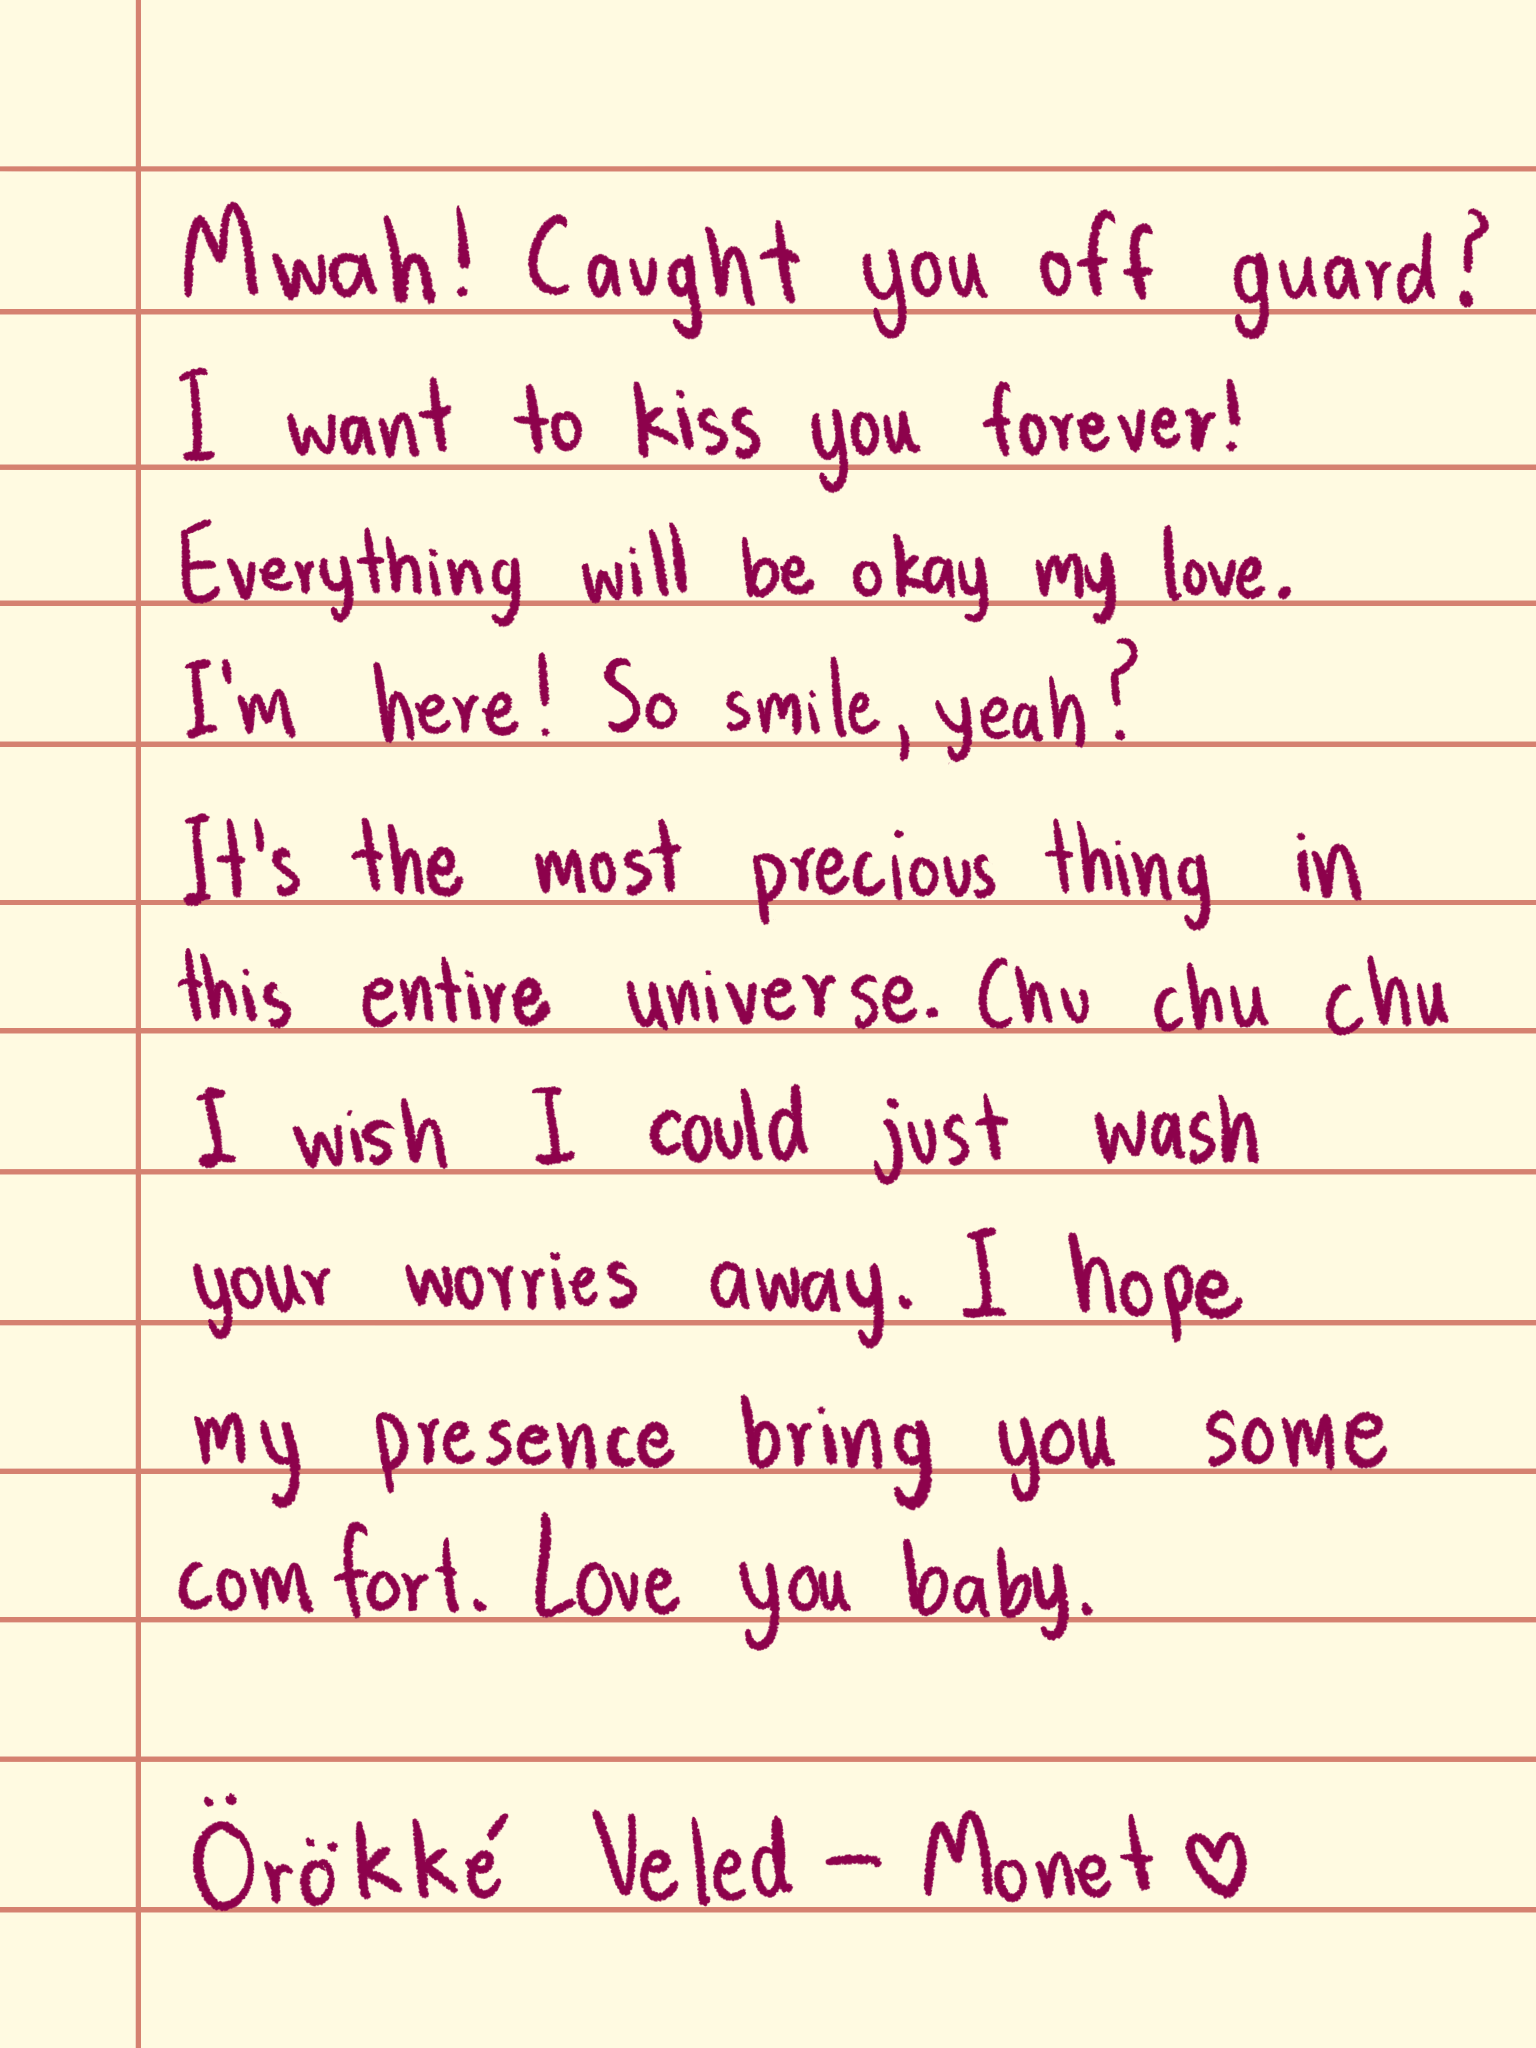 Mwah! Caught you off guard?
I want to kiss you forever!
Everything will be okay my love.
I'm here! So smile, yeah?
It's the most precious thing in
this entire universe. Chu chu chu
I wish I could just wash
your worries away. I hope
my presence bring you some
comfort. Love you baby.
Örökké Veled - Monet ♡